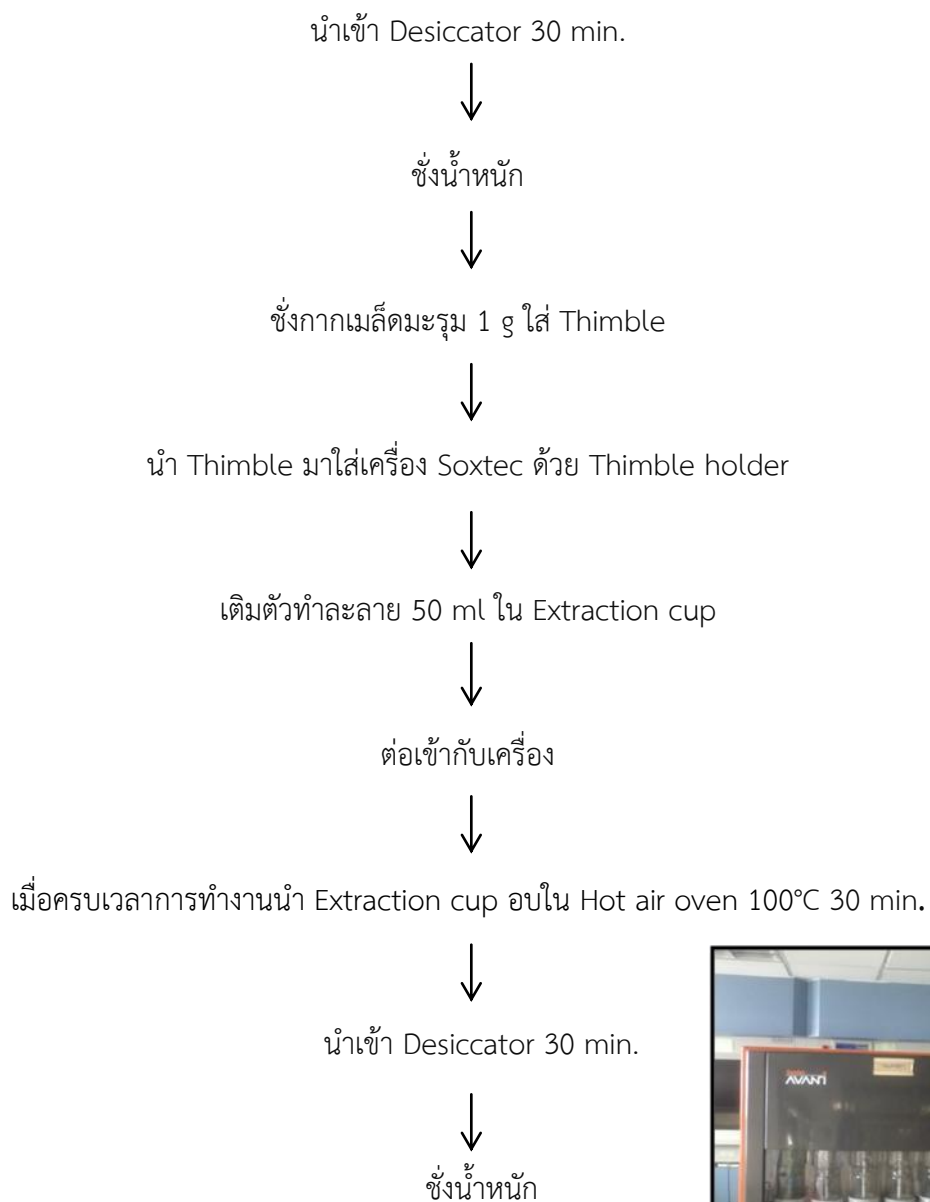 นำเข้า Desiccator 30 min.
ชั่งน้ำหนัก
ชั่งกากเมล็ดมะรุม 1 g ใส่ Thimble
นำ Thimble มาใส่เครื่อง Soxtec ด้วย Thimble holder
เติมตัวทำละลาย 50 ml ใน Extraction cup
ต่อเข้ากับเครื่อง
เมื่อครบเวลาการทำงานนำ Extraction cup อบใน Hot air oven 100°C 30 min.
นำเข้า Desiccator 30 min.
AVANTI
ชั่งน้ำหนัก